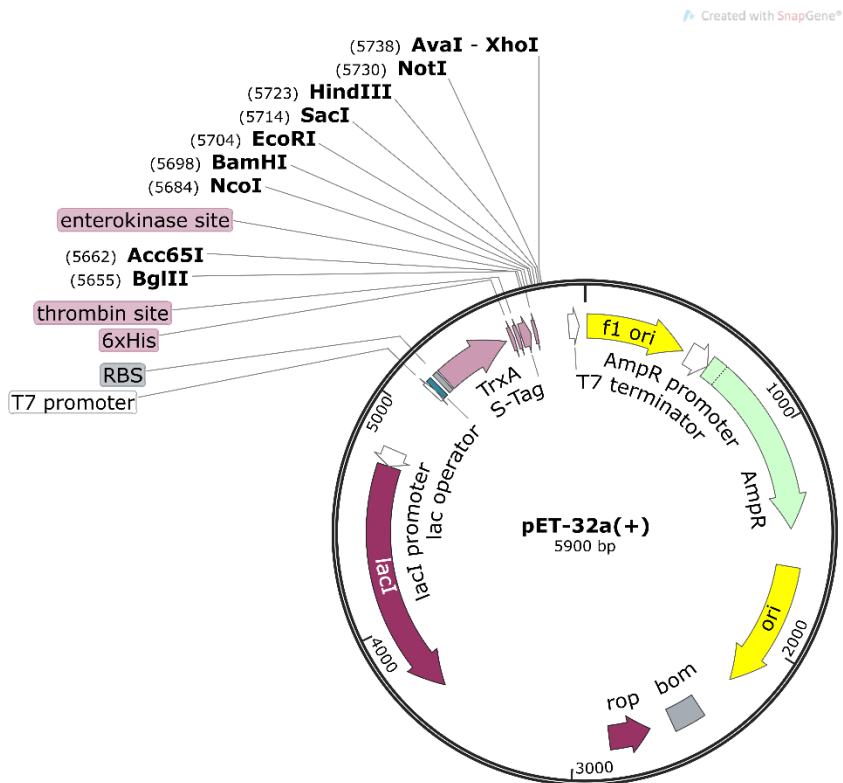 Created with SnapGene®
(5738) AvaI - XhoI
(5730) NotI
(5723) HindIII
(5714) SacI
(5704) EcoRI
(5698) BamHI
(5684) NcoI
enterokinase site
(5662) Acc65I
(5655) BglII
thrombin site
6xHis
RBS
T7 promoter
TrxA
S-Tag
lac operator
lacI promoter
lacI
f1 ori
AmpR promoter
T7 terminator
AmpR
ori
bom
rop
1000
2000
3000
4000
5000
pET-32a(+)
5900 bp